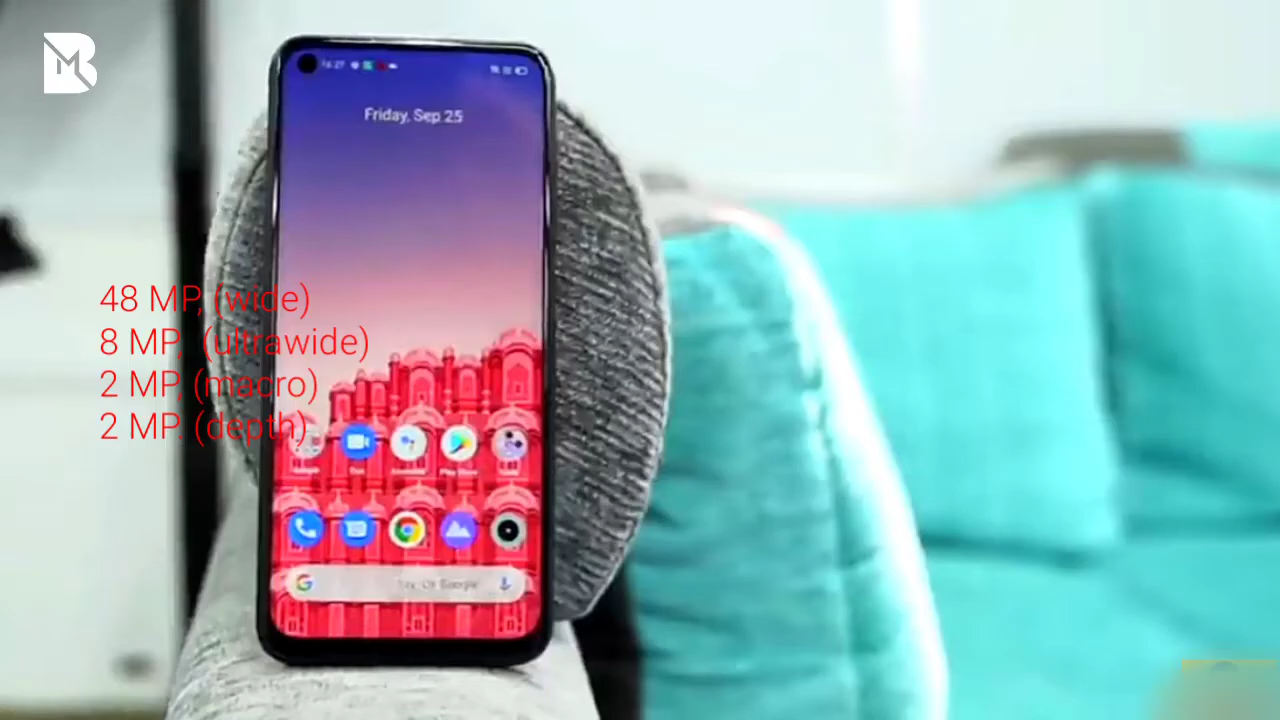 Friday, Sep 25
48 MP, (wide)
8 MP, (ultrawide)
2 MP, (macro)
2 MP, (depth)